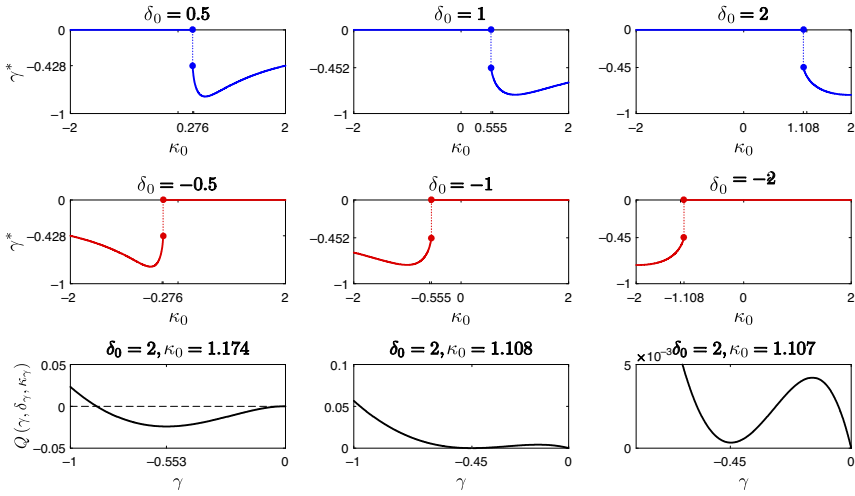 δ₀ = 0.5
δ₀ = 1
δ₀ = 2
0
-0.428
-1
γ*
-2
0.276
2
κ₀
0
-0.452
-1
-2
0
0.555
2
κ₀
0
-0.45
-1
-2
0
1.108
2
κ₀
δ₀ = -0.5
δ₀ = -1
δ₀ = -2
0
-0.428
-1
γ*
-2
-0.276
2
κ₀
0
-0.452
-1
-2
-0.555
0
2
κ₀
0
-0.45
-1
-2
-1.108
0
2
κ₀
δ₀ = 2, κ₀ = 1.174
δ₀ = 2, κ₀ = 1.108
×10⁻³
δ₀ = 2, κ₀ = 1.107
0.05
0
-0.05
Q(γ, δᵧ, κᵧ)
-1
-0.553
0
γ
0.1
0.05
0
-1
-0.45
0
γ
5
0
-0.45
0
γ